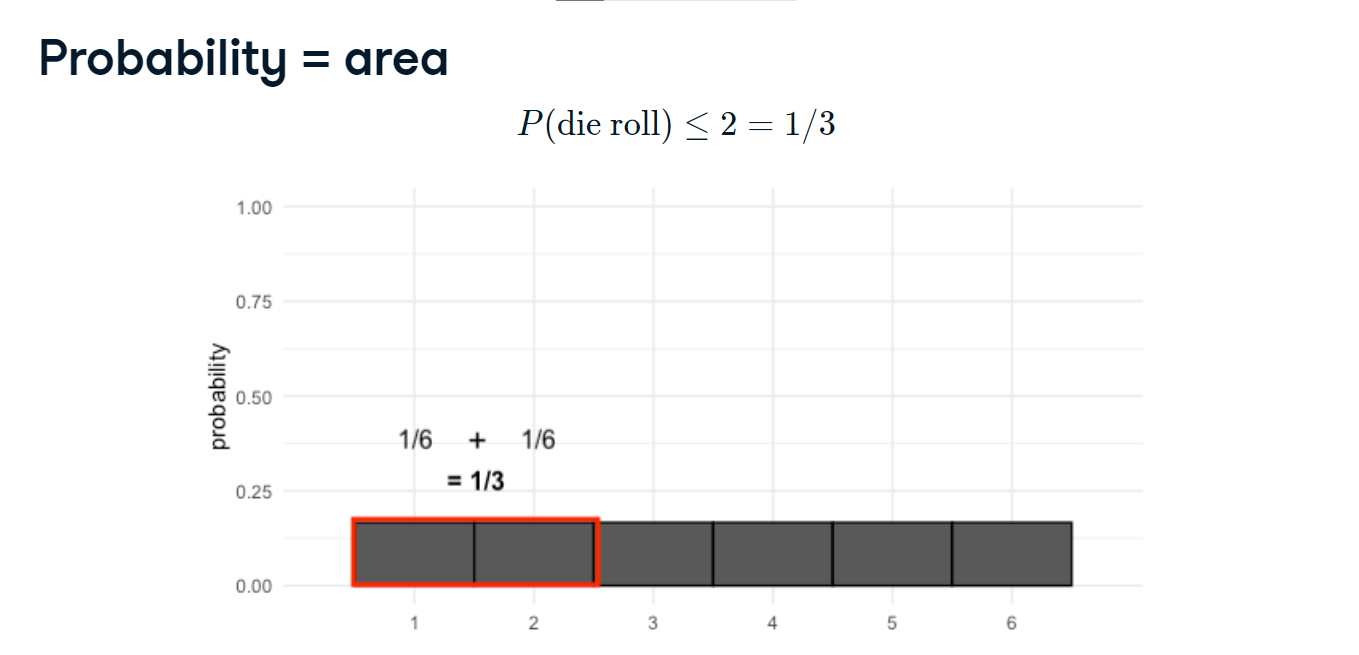 Probability = area
P(die roll) ≤ 2 = 1/3
1.00
0.75
0.50
0.25
0.00
probability
1/6 + 1/6
= 1/3
1 2 3 4 5 6